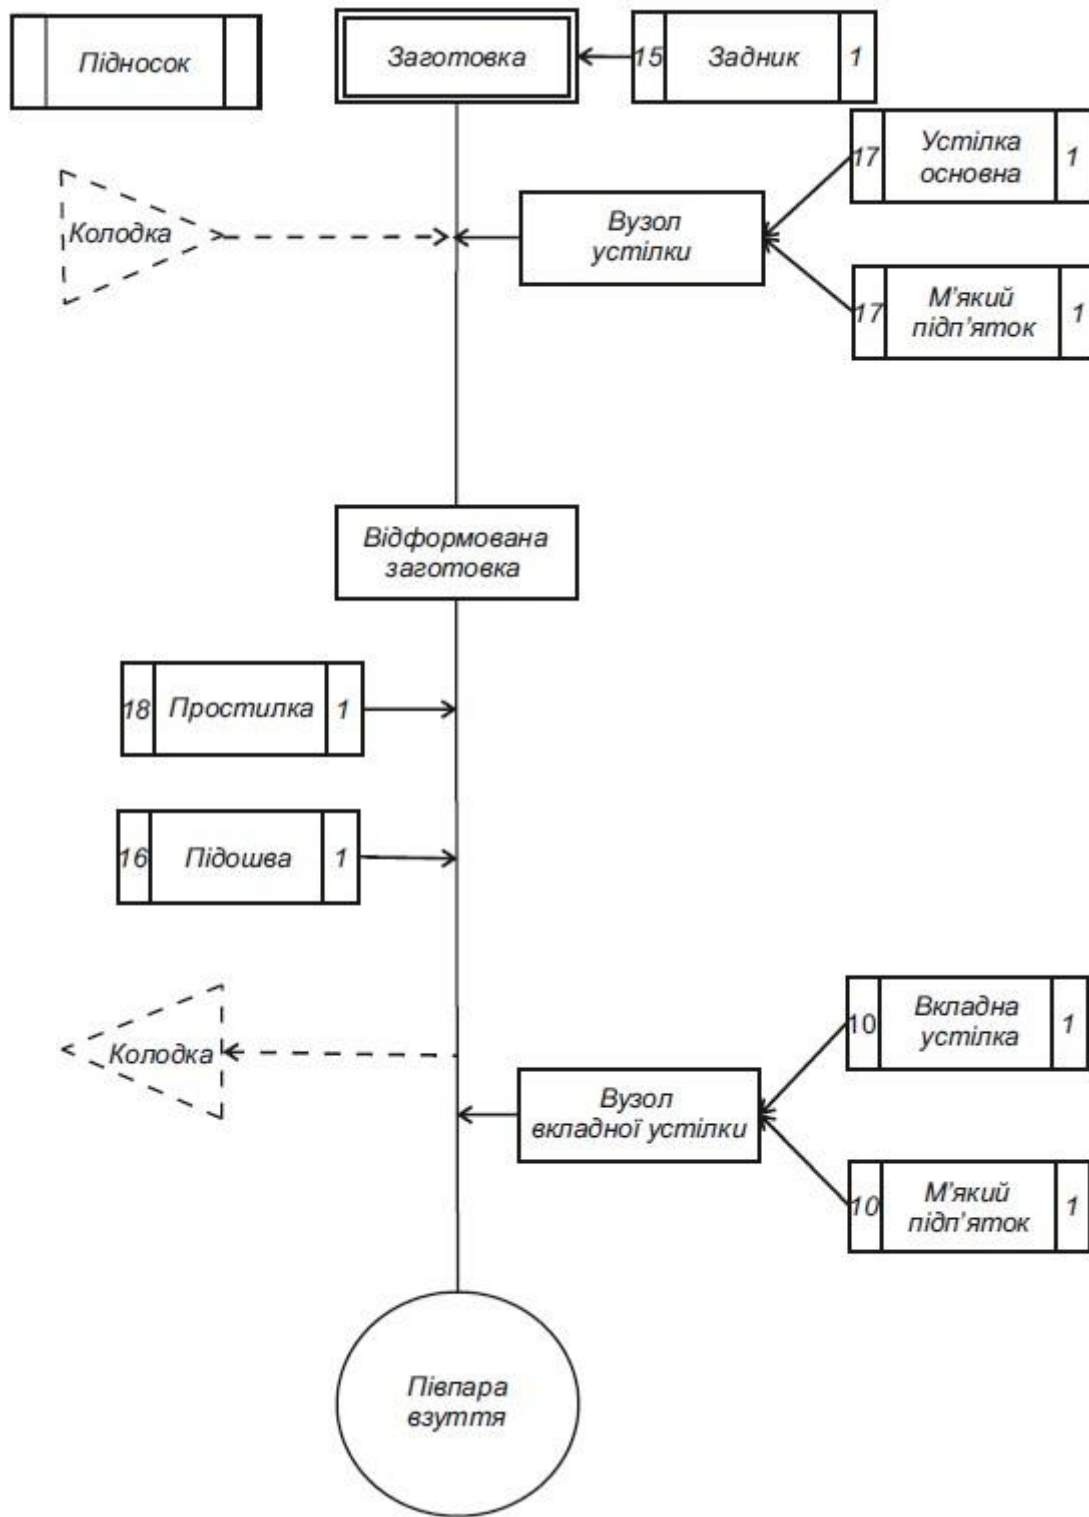 Підносок
Заготовка
15 Задник 1
Колодка
Вузол
устілки
17 Устілка
основна 1
17 М'який
підп'яток 1
Відформована
заготовка
18 Простилка 1
16 Підошва 1
Колодка
Вузол
вкладної устілки
10 Вкладна
устілка 1
10 М'який
підп'яток 1
Півпара
взуття